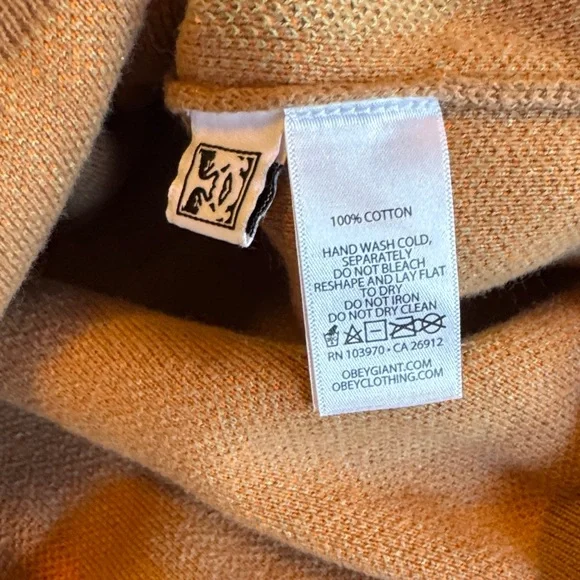 100% COTTON
HAND WASH COLD,
SEPARATELY
DO NOT BLEACH
RESHAPE AND LAY FLAT
TO DRY
DO NOT IRON
DO NOT DRY CLEAN
RN 103970 • CA 26912
OBEYGIANT.COM
OBEYCLOTHING.COM